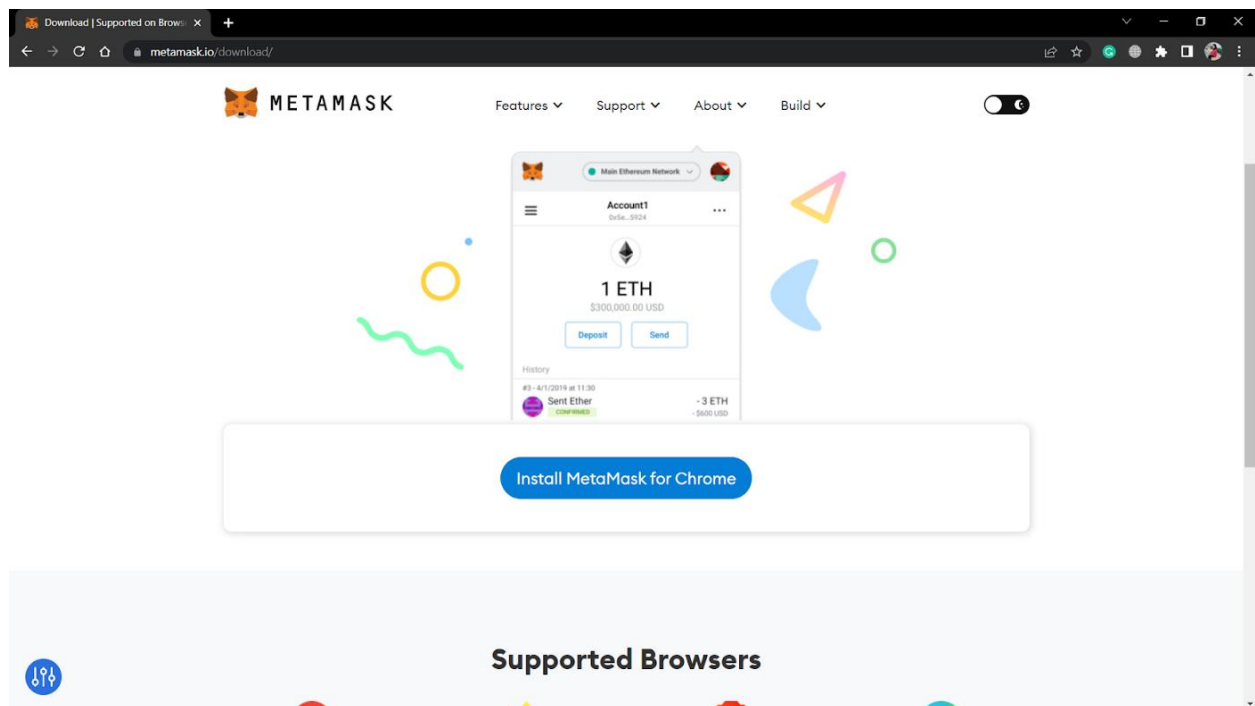 Download | Supported on Brows
metamask.io/download/
METAMASK
Features
Support
About
Build
Main Ethereum Network
Account1
0x5e...5924
1 ETH
$300,000.00 USD
Deposit
Send
History
#3 - 4/1/2019 at 11:30
Sent Ether
- 3 ETH
CONFIRMED
- $600 USD
Install MetaMask for Chrome
Supported Browsers